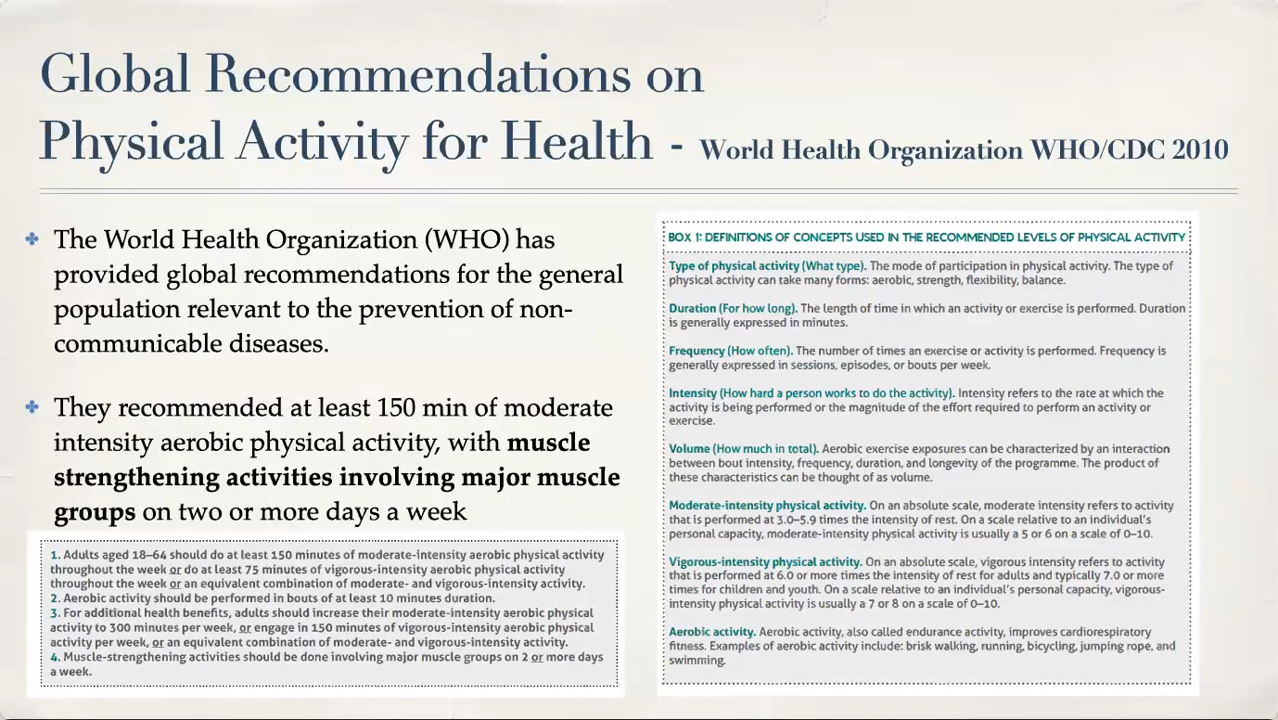 Global Recommendations on
Physical Activity for Health - World Health Organization WHO/CDC 2010
The World Health Organization (WHO) has
provided global recommendations for the general
population relevant to the prevention of non-
communicable diseases.
They recommended at least 150 min of moderate
intensity aerobic physical activity, with muscle
strengthening activities involving major muscle
groups on two or more days a week
1. Adults aged 18–64 should do at least 150 minutes of moderate-intensity aerobic physical activity
throughout the week or do at least 75 minutes of vigorous-intensity aerobic physical activity
throughout the week or an equivalent combination of moderate- and vigorous-intensity activity.
2. Aerobic activity should be performed in bouts of at least 10 minutes duration.
3. For additional health benefits, adults should increase their moderate-intensity aerobic physical
activity to 300 minutes per week, or engage in 150 minutes of vigorous-intensity aerobic physical
activity per week, or an equivalent combination of moderate- and vigorous-intensity activity.
4. Muscle-strengthening activities should be done involving major muscle groups on 2 or more days
a week.
BOX 1: DEFINITIONS OF CONCEPTS USED IN THE RECOMMENDED LEVELS OF PHYSICAL ACTIVITY
Type of physical activity (What type). The mode of participation in physical activity. The type of
physical activity can take many forms: aerobic, strength, flexibility, balance.
Duration (For how long). The length of time in which an activity or exercise is performed. Duration
is generally expressed in minutes.
Frequency (How often). The number of times an exercise or activity is performed. Frequency is
generally expressed in sessions, episodes, or bouts per week.
Intensity (How hard a person works to do the activity). Intensity refers to the rate at which the
activity is being performed or the magnitude of the effort required to perform an activity or
exercise.
Volume (How much in total). Aerobic exercise exposures can be characterized by an interaction
between bout intensity, frequency, duration, and longevity of the programme. The product of
these characteristics can be thought of as volume.
Moderate-intensity physical activity. On an absolute scale, moderate intensity refers to activity
that is performed at 3.0–5.9 times the intensity of rest. On a scale relative to an individual's
personal capacity, moderate-intensity physical activity is usually a 5 or 6 on a scale of 0–10.
Vigorous-intensity physical activity. On an absolute scale, vigorous intensity refers to activity
that is performed at 6.0 or more times the intensity of rest for adults and typically 7.0 or more
times for children and youth. On a scale relative to an individual's personal capacity, vigorous-
intensity physical activity is usually a 7 or 8 on a scale of 0–10.
Aerobic activity. Aerobic activity, also called endurance activity, improves cardiorespiratory
fitness. Examples of aerobic activity include: brisk walking, running, bicycling, jumping rope, and
swimming.